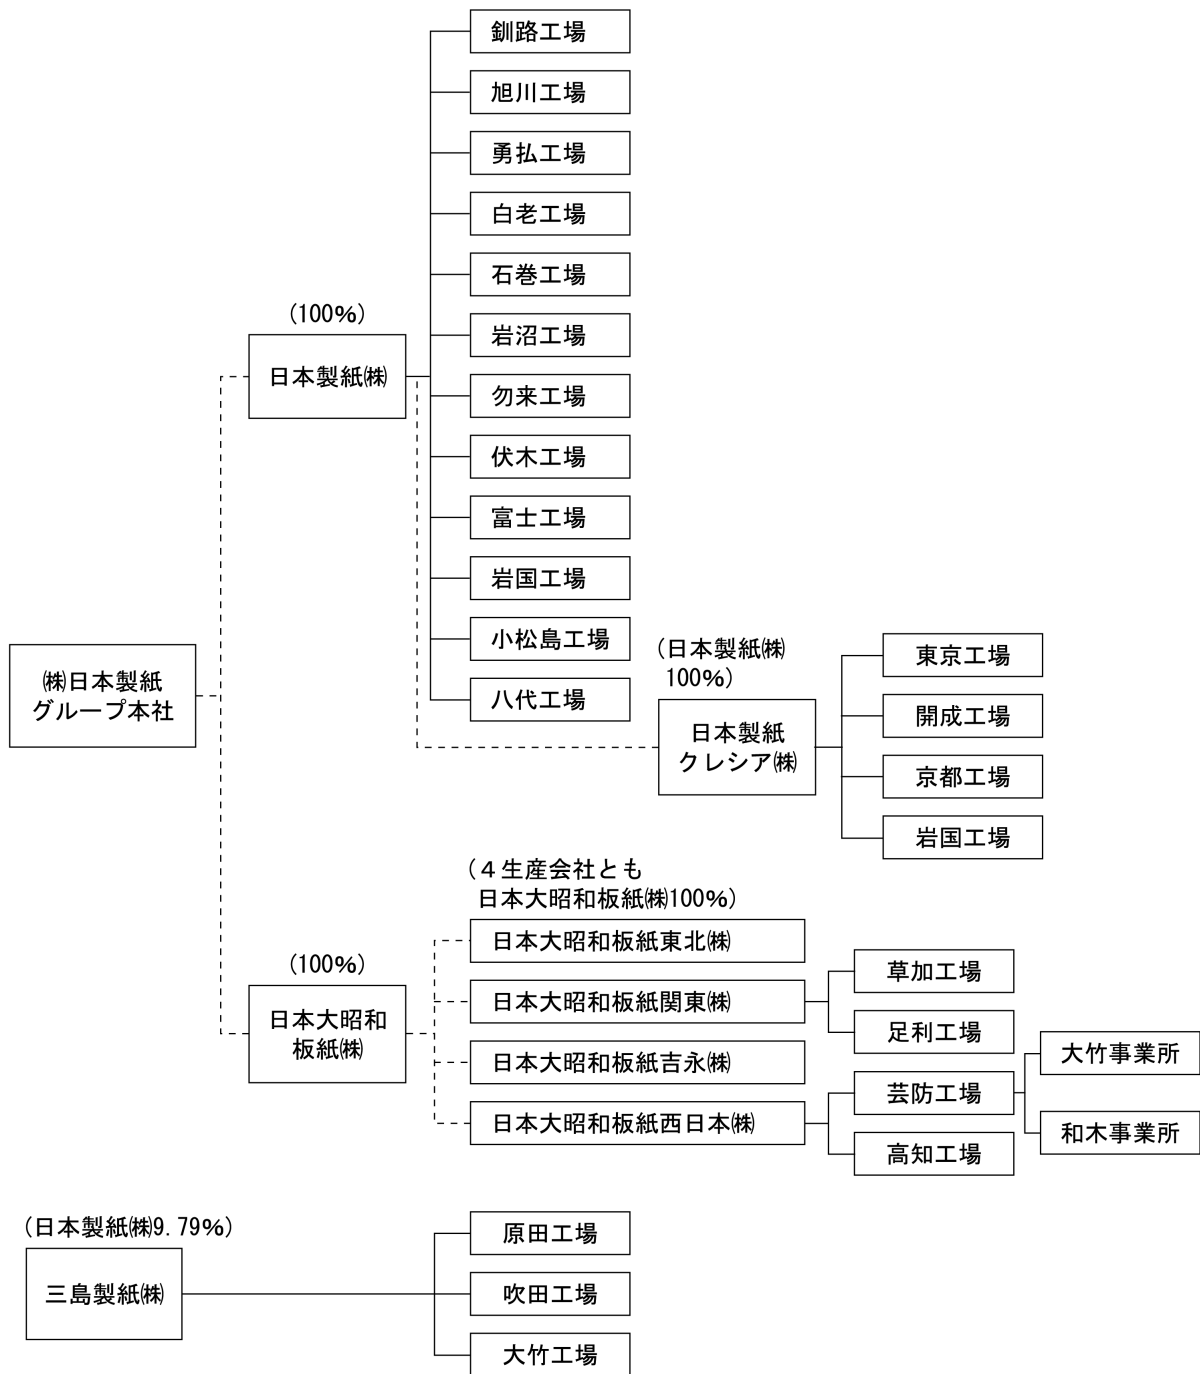 釧路工場
旭川工場
勇払工場
白老工場
石巻工場
(100%)
岩沼工場
日本製紙㈱
勿来工場
伏木工場
富士工場
岩国工場
小松島工場
八代工場
㈱日本製紙
グループ本社
(日本製紙㈱
100%)
日本製紙
クレシア㈱
東京工場
開成工場
京都工場
岩国工場
(４生産会社とも
日本大昭和板紙㈱100%)
(100%)
日本大昭和
板紙㈱
日本大昭和板紙東北㈱
日本大昭和板紙関東㈱
草加工場
足利工場
日本大昭和板紙吉永㈱
日本大昭和板紙西日本㈱
芸防工場
大竹事業所
和木事業所
高知工場
(日本製紙㈱9.79%)
三島製紙㈱
原田工場
吹田工場
大竹工場